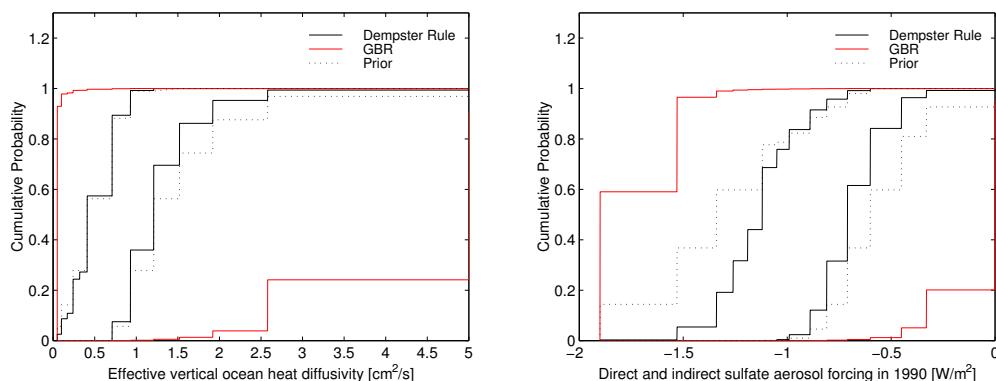 1.2
1
0.8
0.6
0.4
0.2
0
Cumulative Probability
Dempster Rule
GBR
Prior
0 0.5 1 1.5 2 2.5 3 3.5 4 4.5 5
Effective vertical ocean heat diffusivity [cm²/s]
1.2
1
0.8
0.6
0.4
0.2
0
Cumulative Probability
Dempster Rule
GBR
Prior
−2 −1.5 −1 −0.5 0
Direct and indirect sulfate aerosol forcing in 1990 [W/m²]